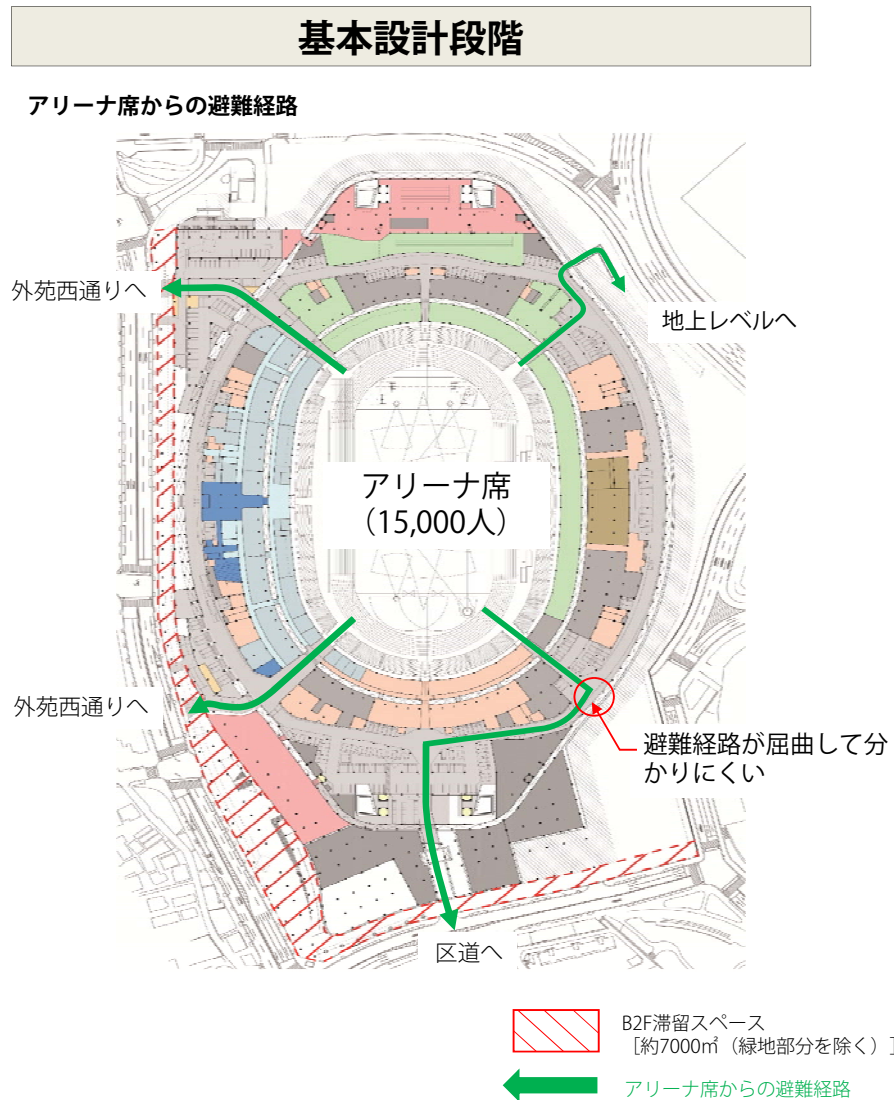 基本設計段階
アリーナ席からの避難経路
外苑西通りへ
地上レベルへ
アリーナ席
（15,000人）
外苑西通りへ
避難経路が屈曲して分
かりにくい
区道へ
B2F滞留スペース
［約7000㎡（緑地部分を除く）］
アリーナ席からの避難経路